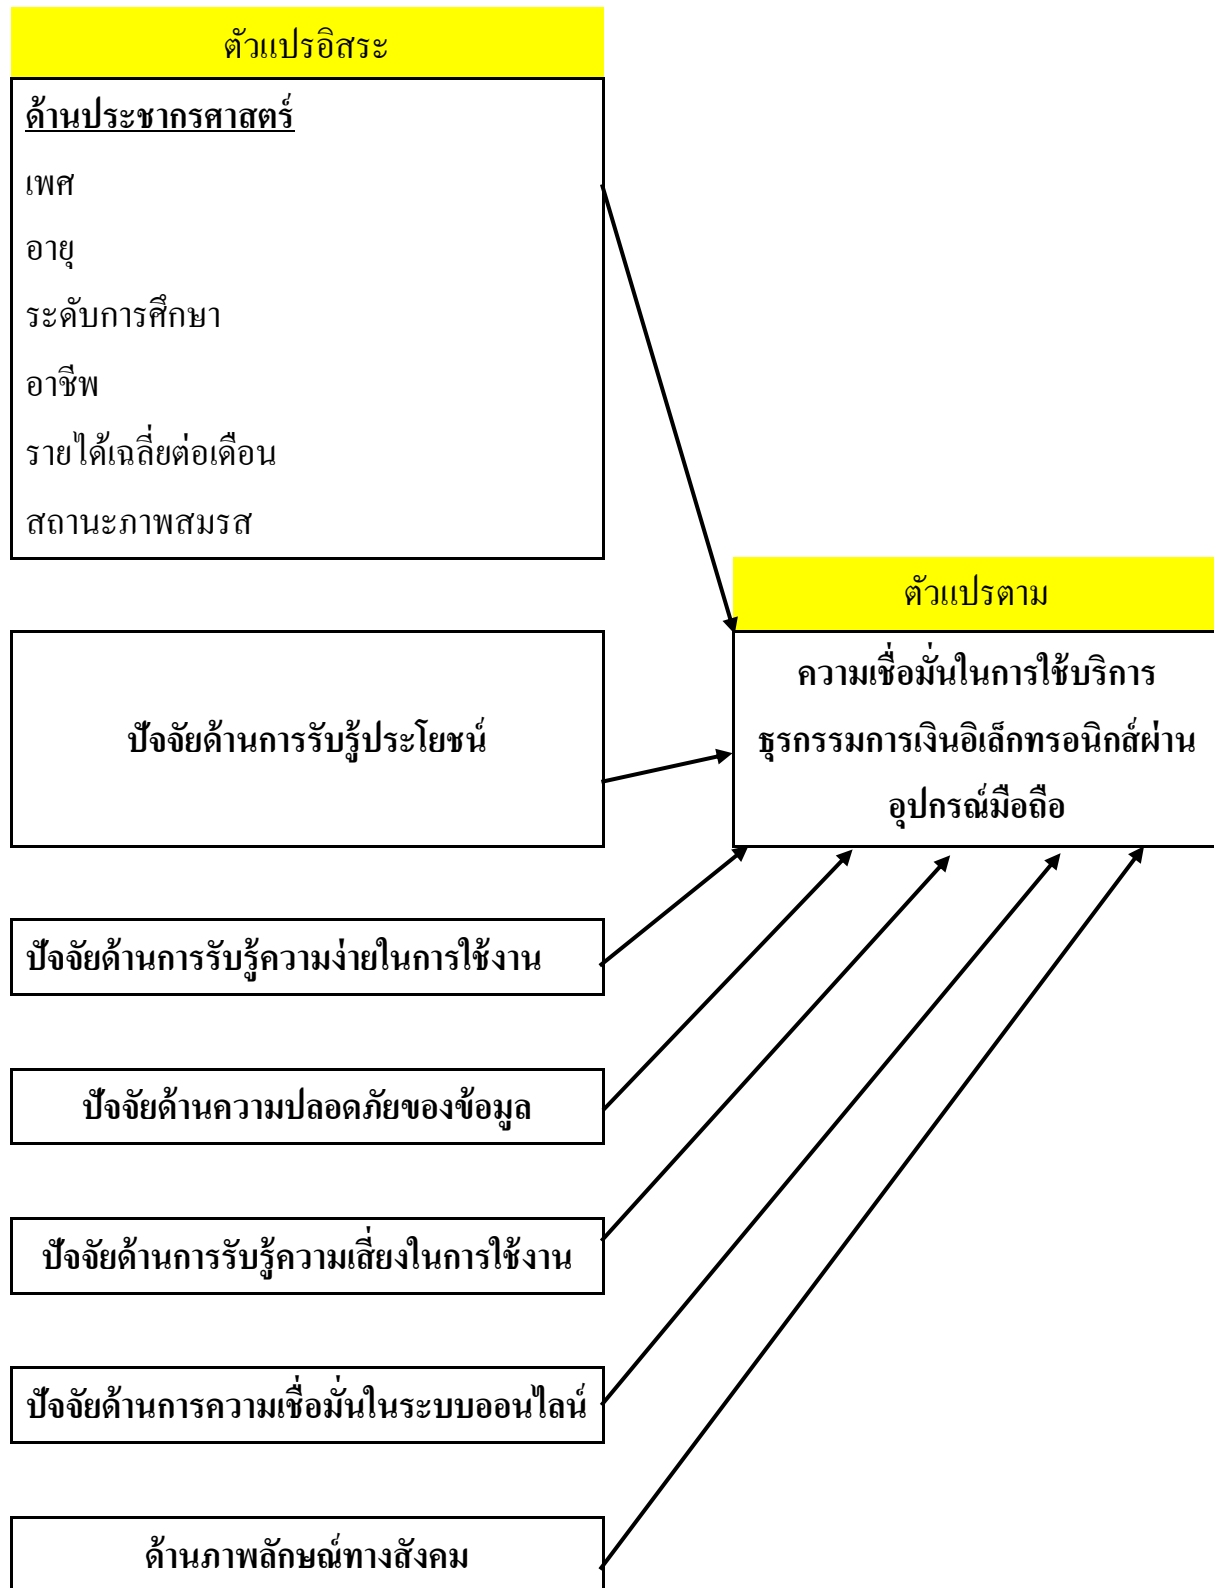 ตัวแปรอิสระ
ด้านประชากรศาสตร์
เพศ
อายุ
ระดับการศึกษา
อาชีพ
รายได้เฉลี่ยต่อเดือน
สถานะภาพสมรส
ตัวแปรตาม
ความเชื่อมั่นในการใช้บริการ
ธุรกรรมการเงินอิเล็กทรอนิกส์ผ่าน
อุปกรณ์มือถือ
ปัจจัยด้านการรับรู้ประโยชน์
ปัจจัยด้านการรับรู้ความง่ายในการใช้งาน
ปัจจัยด้านความปลอดภัยของข้อมูล
ปัจจัยด้านการรับรู้ความเสี่ยงในการใช้งาน
ปัจจัยด้านการความเชื่อมั่นในระบบออนไลน์
ด้านภาพลักษณ์ทางสังคม